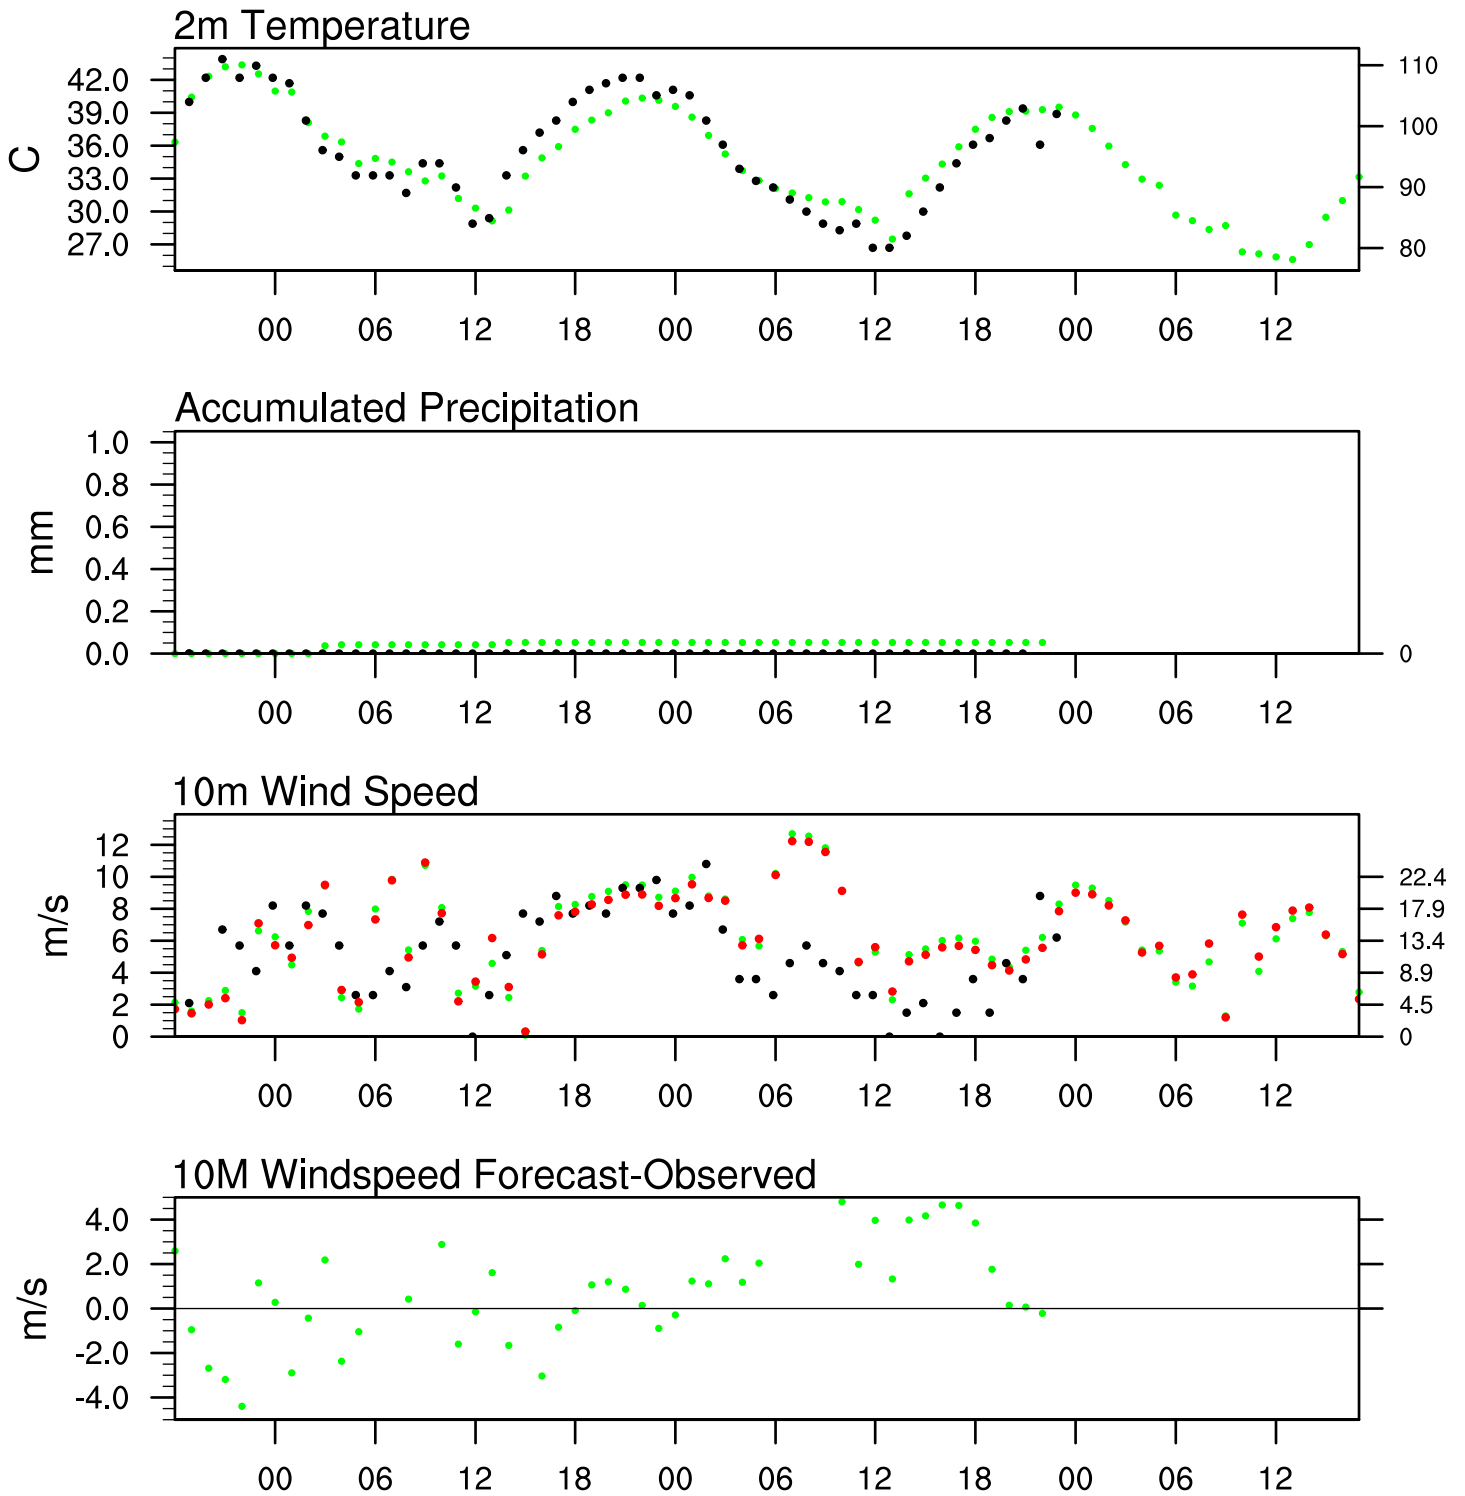 2m Temperature
C
42.0 110
39.0 100
36.0
33.0 90
30.0
27.0 80
00 06 12 18 00 06 12 18 00 06 12
Accumulated Precipitation
mm
1.0
0.8
0.6
0.4
0.2
0.0 0
00 06 12 18 00 06 12 18 00 06 12
10m Wind Speed
m/s
12
10 22.4
8 17.9
6 13.4
4 8.9
2 4.5
0 0
00 06 12 18 00 06 12 18 00 06 12
10M Windspeed Forecast-Observed
m/s
4.0
2.0
0.0
-2.0
-4.0
00 06 12 18 00 06 12 18 00 06 12